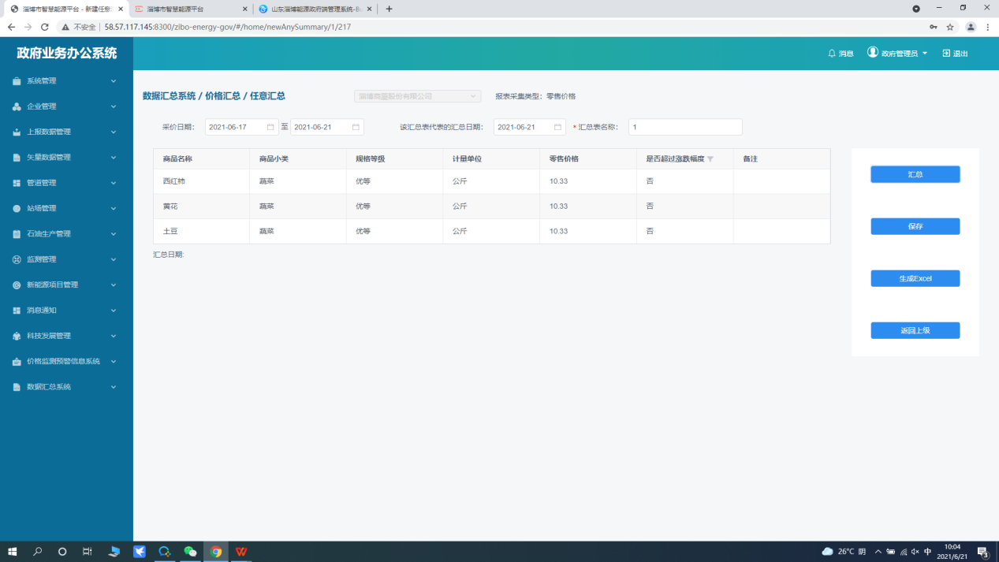 淄博市智慧能源平台 - 新建任意
淄博市智慧能源平台
山东淄博能源政府端管理系统-B
不安全 58.57.117.145:8300/zibo-energy-gov/#/home/newAnySummary/1/217
政府业务办公系统
消息 政府管理员 退出
系统管理
企业管理
上报数据管理
矢量数据管理
管道管理
站场管理
石油生产管理
监测管理
新能源项目管理
消息通知
科技发展管理
价格监测预警信息系统
数据汇总系统
数据汇总系统 / 价格汇总 / 任意汇总 淄博商厦股份有限公司 报表采集类型：零售价格
采价日期： 2021-06-17 至 2021-06-21 该汇总表代表的汇总日期： 2021-06-21 * 汇总表名称： 1
商品名称 商品小类 规格等级 计量单位 零售价格 是否超过涨跌幅度 备注
西红柿 蔬菜 优等 公斤 10.33 否
黄花 蔬菜 优等 公斤 10.33 否
土豆 蔬菜 优等 公斤 10.33 否
汇总日期:
汇总
保存
生成Excel
返回上级
26°C 阴 中 10:04
2021/6/21
3